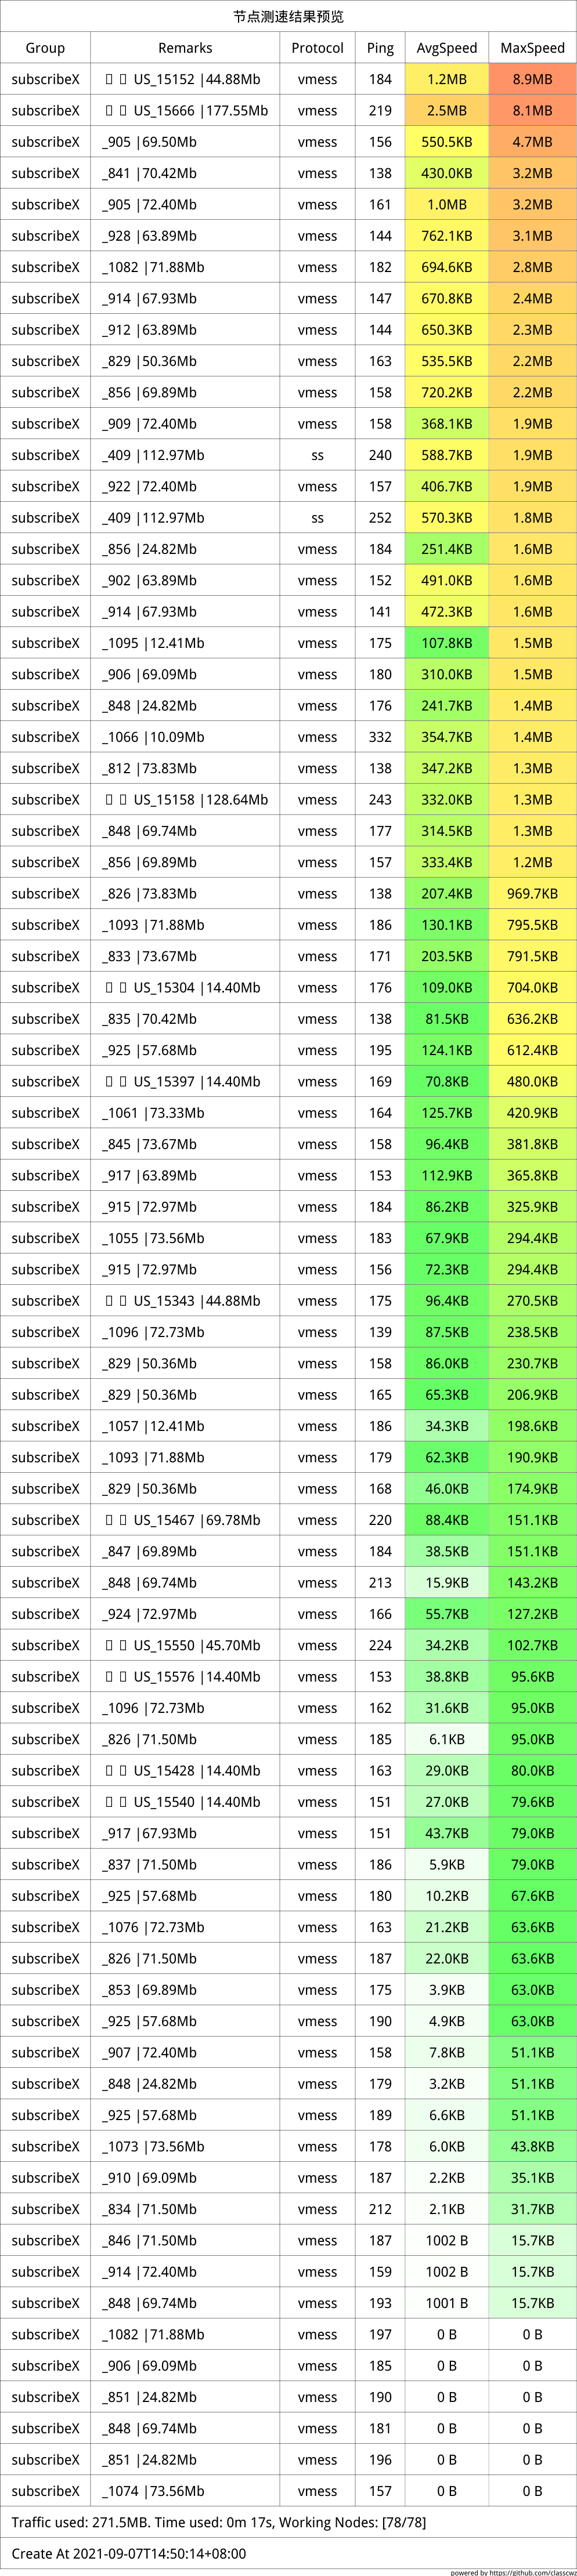 节点测速结果预览
Group Remarks Protocol Ping AvgSpeed MaxSpeed
subscribeX US_15152 |44.88Mb vmess 184 1.2MB 8.9MB
subscribeX US_15666 |177.55Mb vmess 219 2.5MB 8.1MB
subscribeX _905 |69.50Mb vmess 156 550.5KB 4.7MB
subscribeX _841 |70.42Mb vmess 138 430.0KB 3.2MB
subscribeX _905 |72.40Mb vmess 161 1.0MB 3.2MB
subscribeX _928 |63.89Mb vmess 144 762.1KB 3.1MB
subscribeX _1082 |71.88Mb vmess 182 694.6KB 2.8MB
subscribeX _914 |67.93Mb vmess 147 670.8KB 2.4MB
subscribeX _912 |63.89Mb vmess 144 650.3KB 2.3MB
subscribeX _829 |50.36Mb vmess 163 535.5KB 2.2MB
subscribeX _856 |69.89Mb vmess 158 720.2KB 2.2MB
subscribeX _909 |72.40Mb vmess 158 368.1KB 1.9MB
subscribeX _409 |112.97Mb ss 240 588.7KB 1.9MB
subscribeX _922 |72.40Mb vmess 157 406.7KB 1.9MB
subscribeX _409 |112.97Mb ss 252 570.3KB 1.8MB
subscribeX _856 |24.82Mb vmess 184 251.4KB 1.6MB
subscribeX _902 |63.89Mb vmess 152 491.0KB 1.6MB
subscribeX _914 |67.93Mb vmess 141 472.3KB 1.6MB
subscribeX _1095 |12.41Mb vmess 175 107.8KB 1.5MB
subscribeX _906 |69.09Mb vmess 180 310.0KB 1.5MB
subscribeX _848 |24.82Mb vmess 176 241.7KB 1.4MB
subscribeX _1066 |10.09Mb vmess 332 354.7KB 1.4MB
subscribeX _812 |73.83Mb vmess 138 347.2KB 1.3MB
subscribeX US_15158 |128.64Mb vmess 243 332.0KB 1.3MB
subscribeX _848 |69.74Mb vmess 177 314.5KB 1.3MB
subscribeX _856 |69.89Mb vmess 157 333.4KB 1.2MB
subscribeX _826 |73.83Mb vmess 138 207.4KB 969.7KB
subscribeX _1093 |71.88Mb vmess 186 130.1KB 795.5KB
subscribeX _833 |73.67Mb vmess 171 203.5KB 791.5KB
subscribeX US_15304 |14.40Mb vmess 176 109.0KB 704.0KB
subscribeX _835 |70.42Mb vmess 138 81.5KB 636.2KB
subscribeX _925 |57.68Mb vmess 195 124.1KB 612.4KB
subscribeX US_15397 |14.40Mb vmess 169 70.8KB 480.0KB
subscribeX _1061 |73.33Mb vmess 164 125.7KB 420.9KB
subscribeX _845 |73.67Mb vmess 158 96.4KB 381.8KB
subscribeX _917 |63.89Mb vmess 153 112.9KB 365.8KB
subscribeX _915 |72.97Mb vmess 184 86.2KB 325.9KB
subscribeX _1055 |73.56Mb vmess 183 67.9KB 294.4KB
subscribeX _915 |72.97Mb vmess 156 72.3KB 294.4KB
subscribeX US_15343 |44.88Mb vmess 175 96.4KB 270.5KB
subscribeX _1096 |72.73Mb vmess 139 87.5KB 238.5KB
subscribeX _829 |50.36Mb vmess 158 86.0KB 230.7KB
subscribeX _829 |50.36Mb vmess 165 65.3KB 206.9KB
subscribeX _1057 |12.41Mb vmess 186 34.3KB 198.6KB
subscribeX _1093 |71.88Mb vmess 179 62.3KB 190.9KB
subscribeX _829 |50.36Mb vmess 168 46.0KB 174.9KB
subscribeX US_15467 |69.78Mb vmess 220 88.4KB 151.1KB
subscribeX _847 |69.89Mb vmess 184 38.5KB 151.1KB
subscribeX _848 |69.74Mb vmess 213 15.9KB 143.2KB
subscribeX _924 |72.97Mb vmess 166 55.7KB 127.2KB
subscribeX US_15550 |45.70Mb vmess 224 34.2KB 102.7KB
subscribeX US_15576 |14.40Mb vmess 153 38.8KB 95.6KB
subscribeX _1096 |72.73Mb vmess 162 31.6KB 95.0KB
subscribeX _826 |71.50Mb vmess 185 6.1KB 95.0KB
subscribeX US_15428 |14.40Mb vmess 163 29.0KB 80.0KB
subscribeX US_15540 |14.40Mb vmess 151 27.0KB 79.6KB
subscribeX _917 |67.93Mb vmess 151 43.7KB 79.0KB
subscribeX _837 |71.50Mb vmess 186 5.9KB 79.0KB
subscribeX _925 |57.68Mb vmess 180 10.2KB 67.6KB
subscribeX _1076 |72.73Mb vmess 163 21.2KB 63.6KB
subscribeX _826 |71.50Mb vmess 187 22.0KB 63.6KB
subscribeX _853 |69.89Mb vmess 175 3.9KB 63.0KB
subscribeX _925 |57.68Mb vmess 190 4.9KB 63.0KB
subscribeX _907 |72.40Mb vmess 158 7.8KB 51.1KB
subscribeX _848 |24.82Mb vmess 179 3.2KB 51.1KB
subscribeX _925 |57.68Mb vmess 189 6.6KB 51.1KB
subscribeX _1073 |73.56Mb vmess 178 6.0KB 43.8KB
subscribeX _910 |69.09Mb vmess 187 2.2KB 35.1KB
subscribeX _834 |71.50Mb vmess 212 2.1KB 31.7KB
subscribeX _846 |71.50Mb vmess 187 1002 B 15.7KB
subscribeX _914 |72.40Mb vmess 159 1002 B 15.7KB
subscribeX _848 |69.74Mb vmess 193 1001 B 15.7KB
subscribeX _1082 |71.88Mb vmess 197 0 B 0 B
subscribeX _906 |69.09Mb vmess 185 0 B 0 B
subscribeX _851 |24.82Mb vmess 190 0 B 0 B
subscribeX _848 |69.74Mb vmess 181 0 B 0 B
subscribeX _851 |24.82Mb vmess 196 0 B 0 B
subscribeX _1074 |73.56Mb vmess 157 0 B 0 B
Traffic used: 271.5MB. Time used: 0m 17s, Working Nodes: [78/78]
Create At 2021-09-07T14:50:14+08:00
powered by https://github.com/classcwz